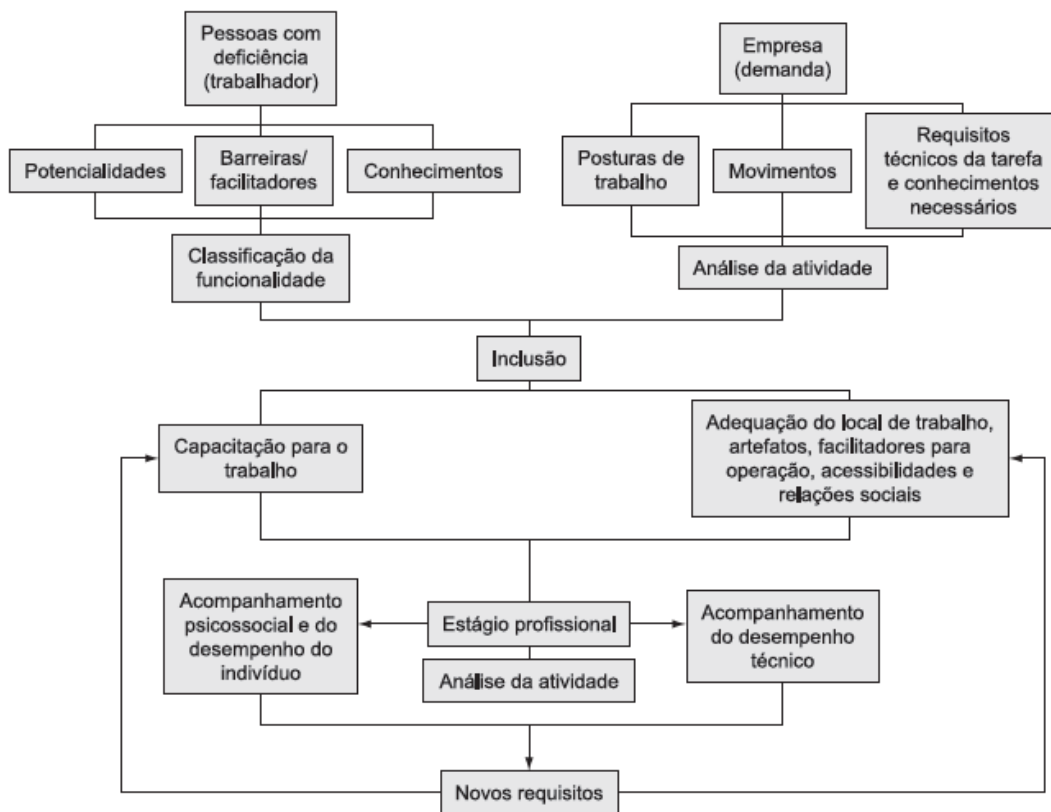 Pessoas com
deficiência
(trabalhador)
Empresa
(demanda)
Potencialidades
Barreiras/
facilitadores
Conhecimentos
Posturas de
trabalho
Movimentos
Requisitos
técnicos da tarefa
e conhecimentos
necessários
Classificação da
funcionalidade
Análise da atividade
Inclusão
Capacitação para o
trabalho
Adequação do local de trabalho,
artefatos, facilitadores para
operação, acessibilidades e
relações sociais
Acompanhamento
psicossocial e do
desempenho do
indivíduo
Estágio profissional
Análise da atividade
Acompanhamento
do desempenho
técnico
Novos requisitos